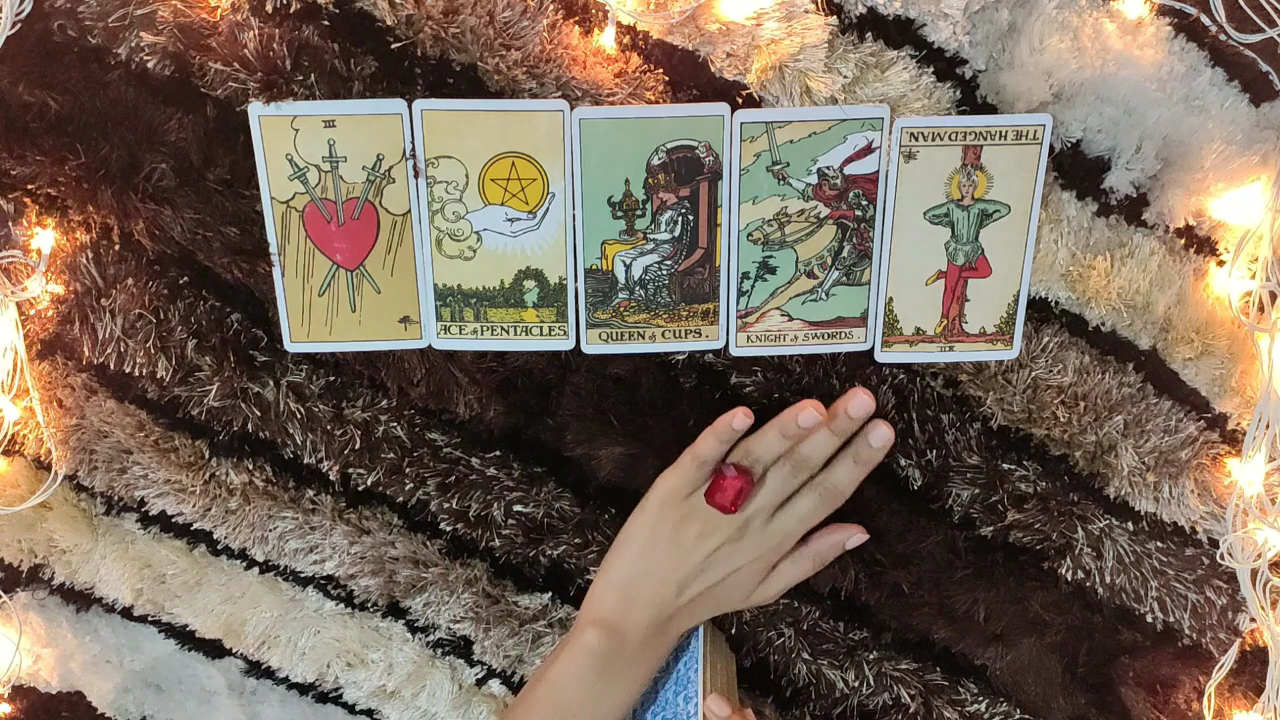 III
ACE of PENTACLES
QUEEN of CUPS.
KNIGHT of SWORDS.
THE HANGED MAN.
XII